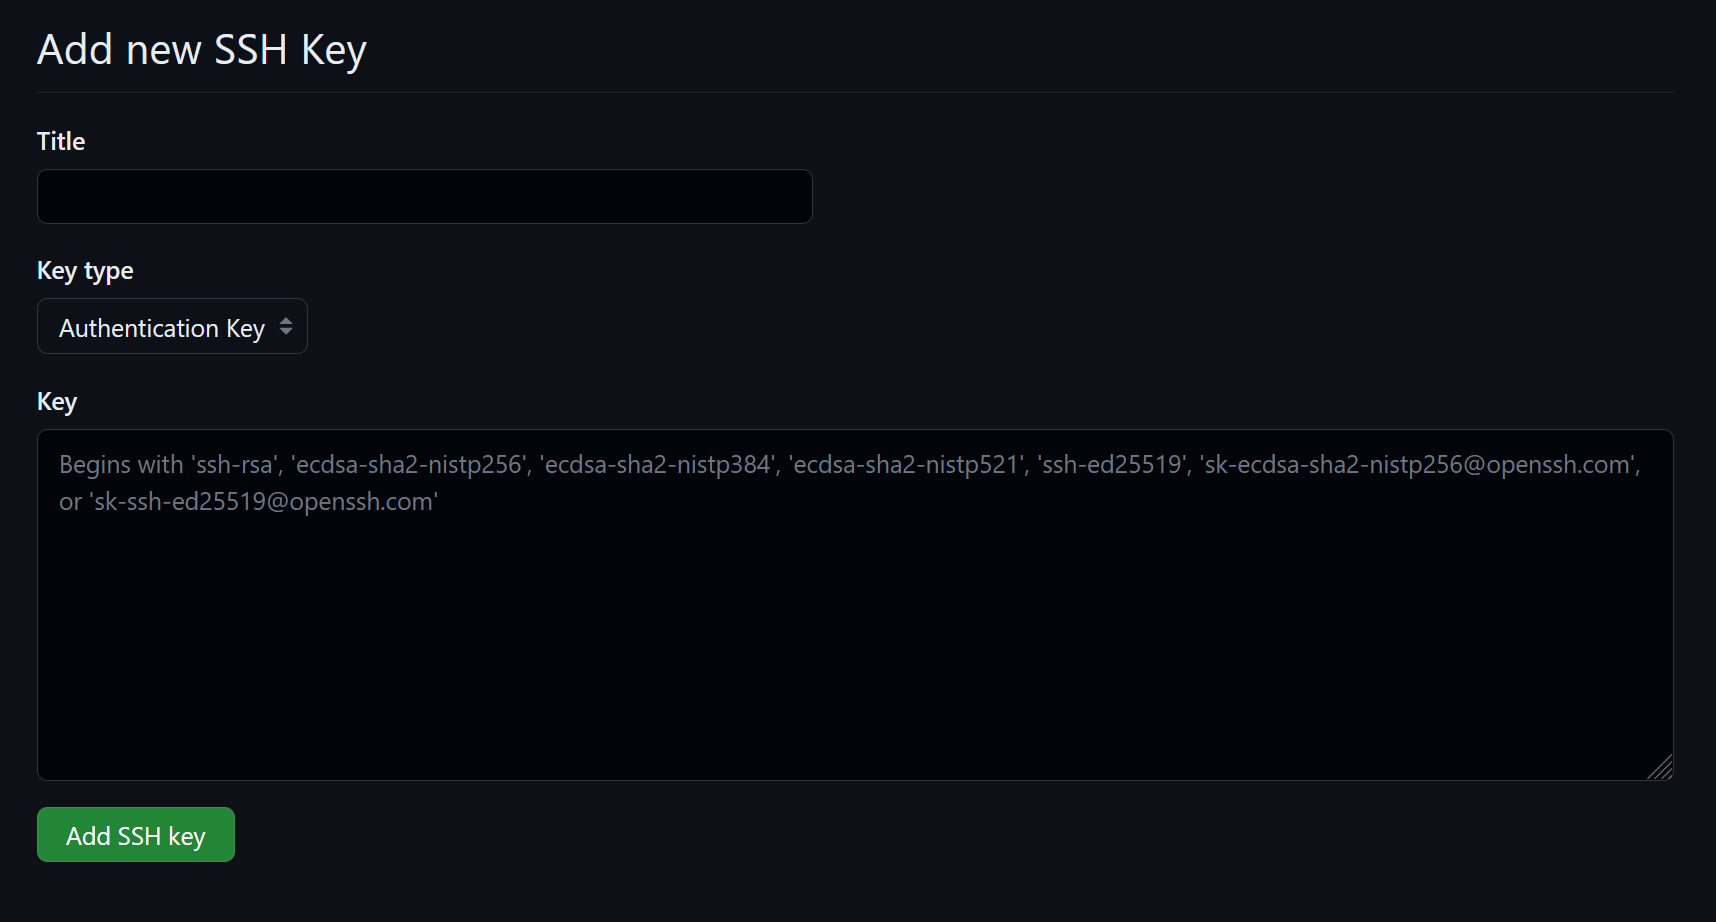 Add new SSH Key
Title
Key type
Authentication Key
Key
Begins with 'ssh-rsa', 'ecdsa-sha2-nistp256', 'ecdsa-sha2-nistp384', 'ecdsa-sha2-nistp521', 'ssh-ed25519', 'sk-ecdsa-sha2-nistp256@openssh.com',
or 'sk-ssh-ed25519@openssh.com'
Add SSH key